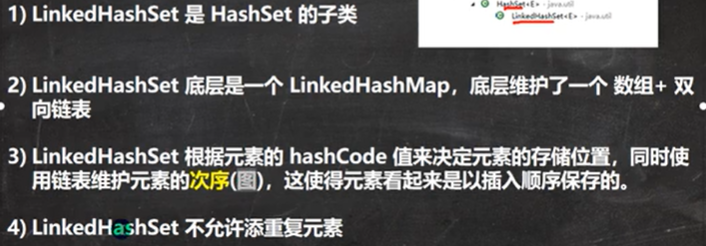 1) LinkedHashSet 是 HashSet 的子类
HashSet<E> - java.util
LinkedHashSet<E> - java.util
2) LinkedHashSet 底层是一个 LinkedHashMap，底层维护了一个 数组+ 双
向链表
3) LinkedHashSet 根据元素的 hashCode 值来决定元素的存储位置，同时使
用链表维护元素的次序(图)，这使得元素看起来是以插入顺序保存的。
4) LinkedHashSet 不允许添重复元素